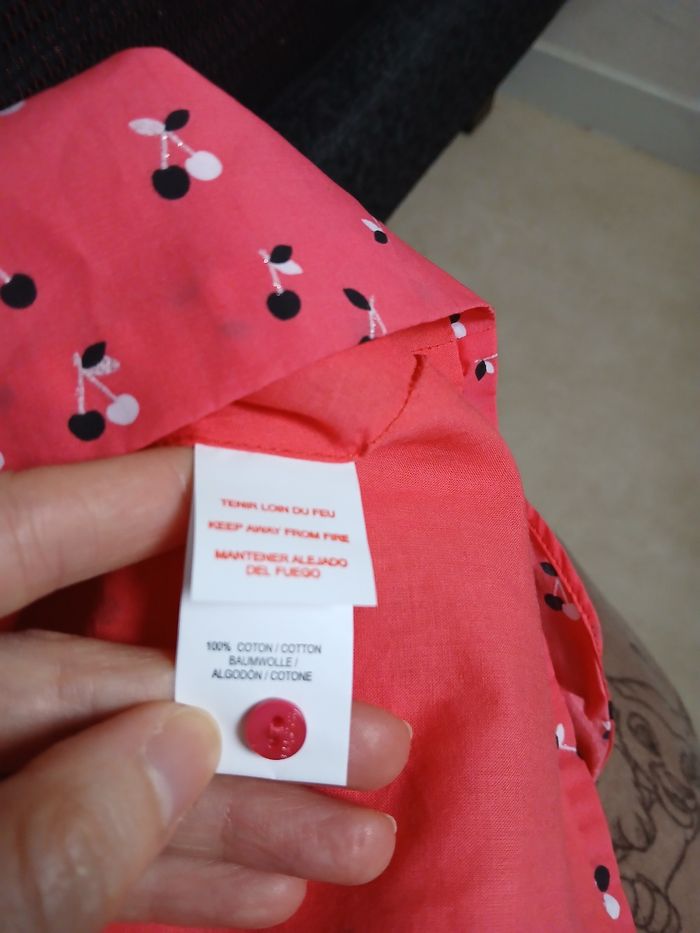 TENIR LOIN DU FEU
KEEP AWAY FROM FIRE
MANTENER ALEJADO
DEL FUEGO
100% COTON / COTTON
BAUMWOLLE /
ALGODÓN / COTONE